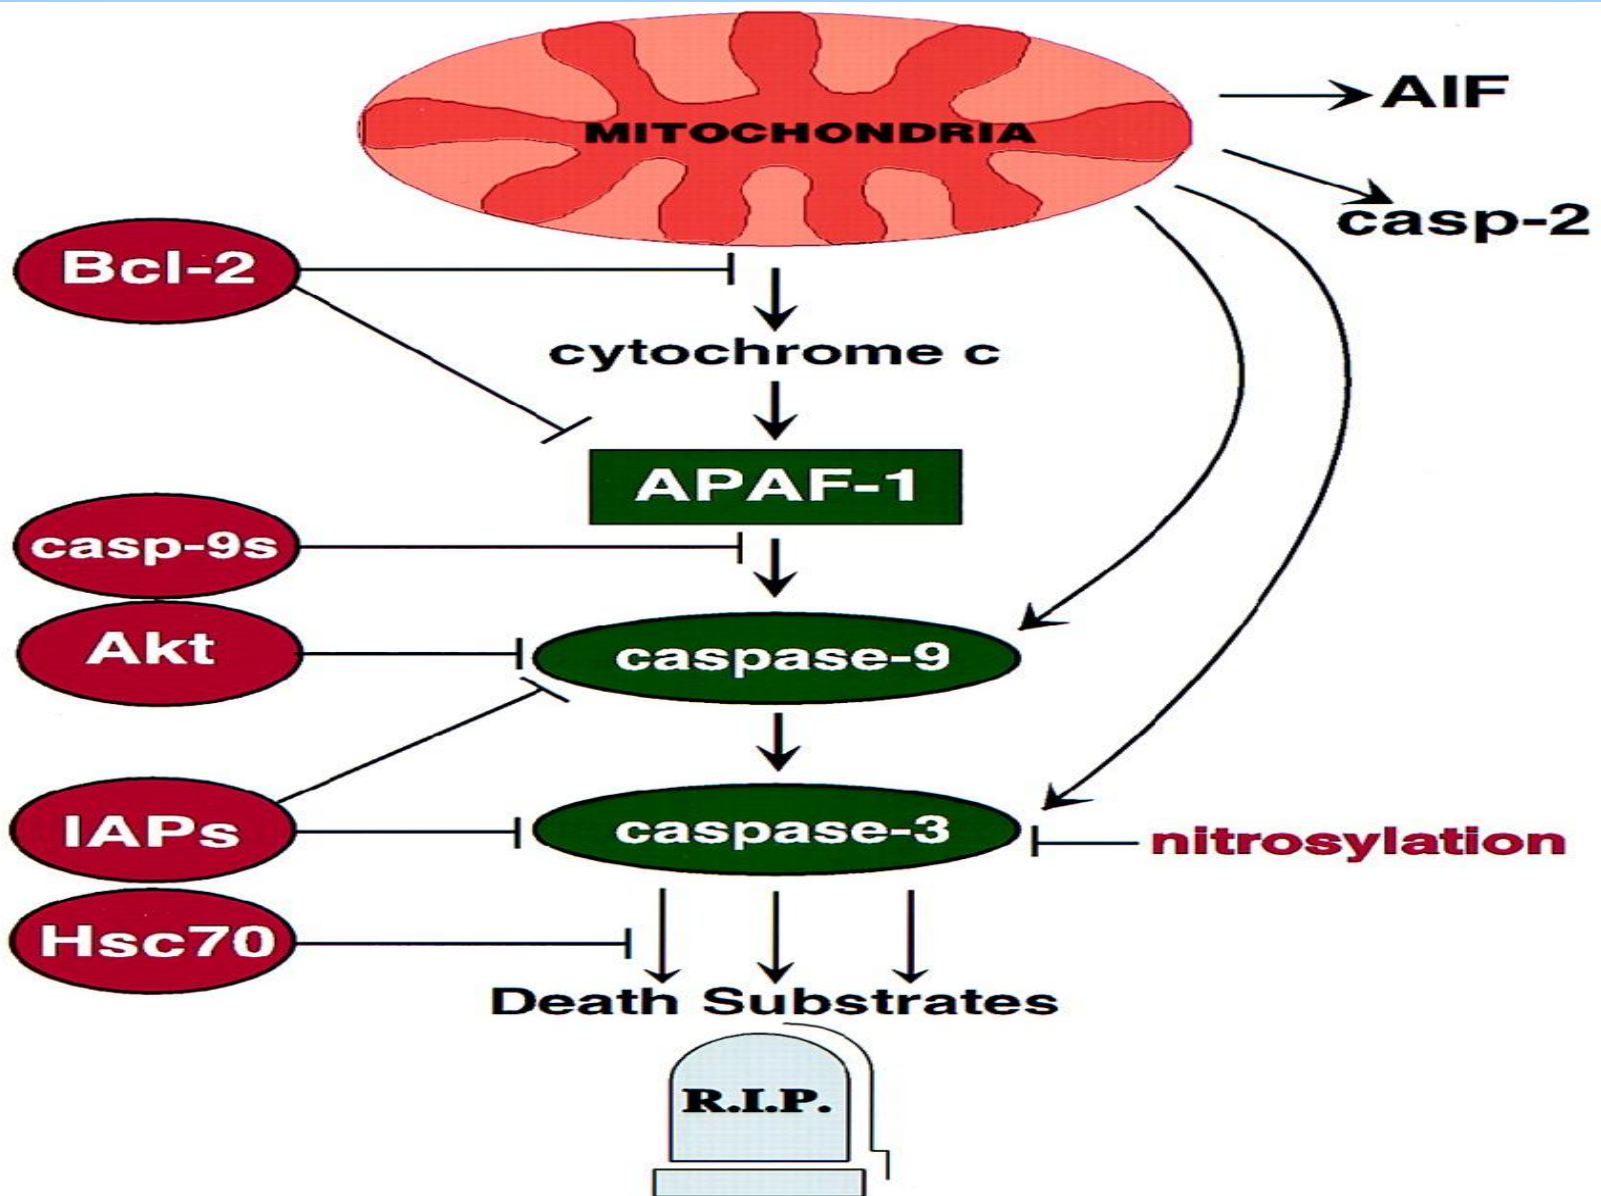 MITOCHONDRIA
AIF
casp-2
Bcl-2
cytochrome c
APAF-1
casp-9s
Akt
caspase-9
IAPs
caspase-3
nitrosylation
Hsc70
Death Substrates
R.I.P.